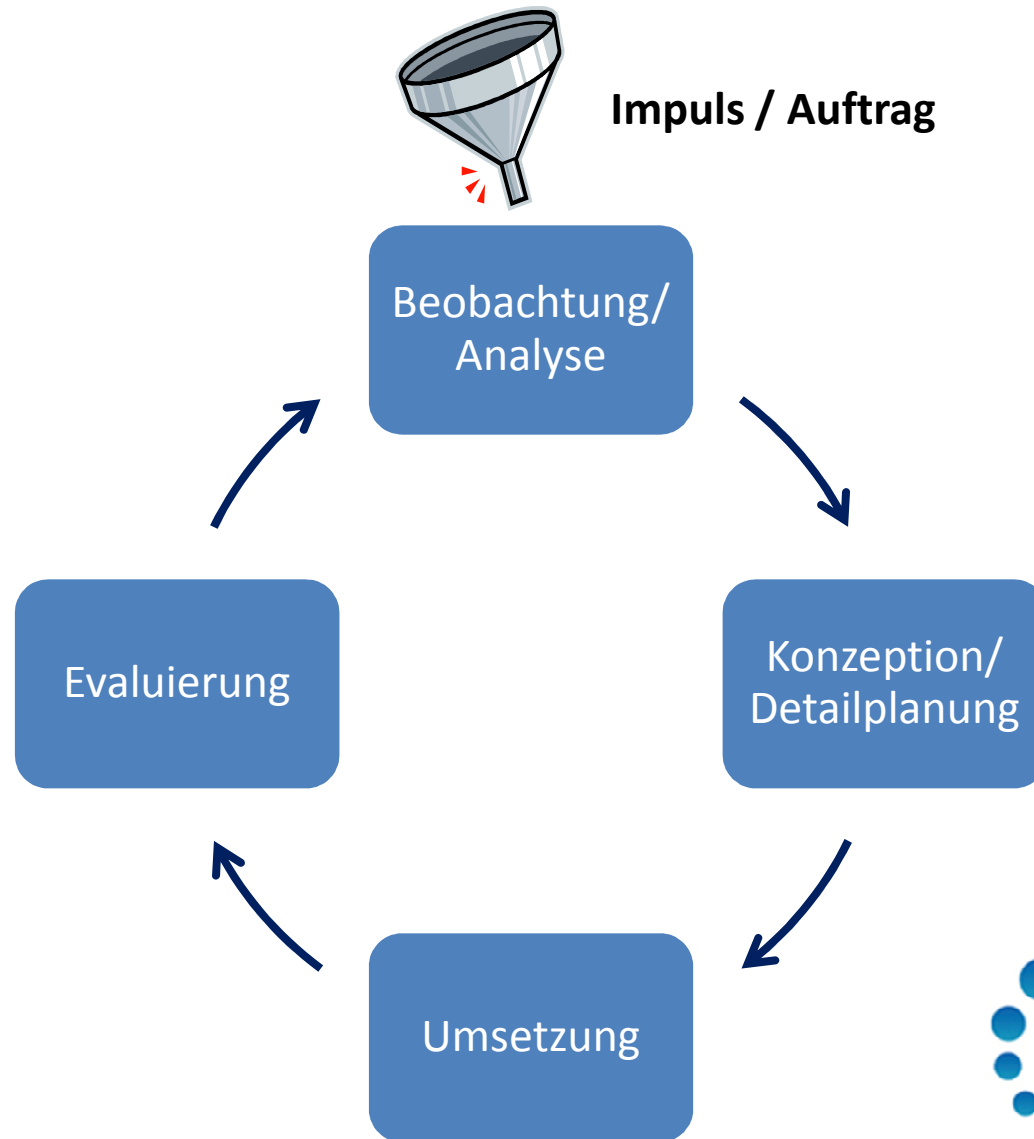 Impuls / Auftrag
Beobachtung/
Analyse
Konzeption/
Detailplanung
Umsetzung
Evaluierung